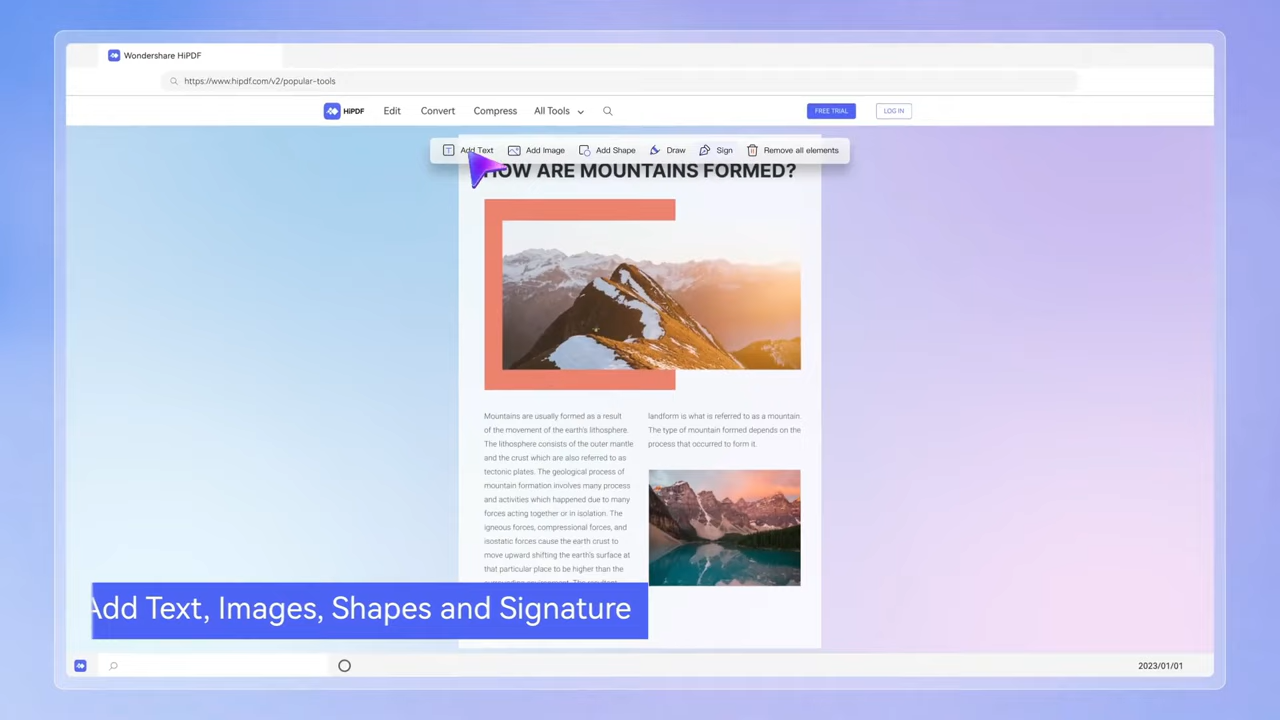 Wondershare HiPDF
https://www.hipdf.com/v2/popular-tools
HiPDF Edit Convert Compress All Tools FREE TRIAL LOG IN
Add Text Add Image Add Shape Draw Sign Remove all elements
HOW ARE MOUNTAINS FORMED?
Mountains are usually formed as a result
of the movement of the earth's lithosphere.
The lithosphere consists of the outer mantle
and the crust which are also referred to as
tectonic plates. The geological process of
mountain formation involves many process
and activities which happened due to many
forces acting together or in isolation. The
igneous forces, compressional forces, and
isostatic forces cause the earth crust to
move upward shifting the earth's surface at
that particular place to be higher than the
landform is what is referred to as a mountain.
The type of mountain formed depends on the
process that occurred to form it.
Add Text, Images, Shapes and Signature
2023/01/01